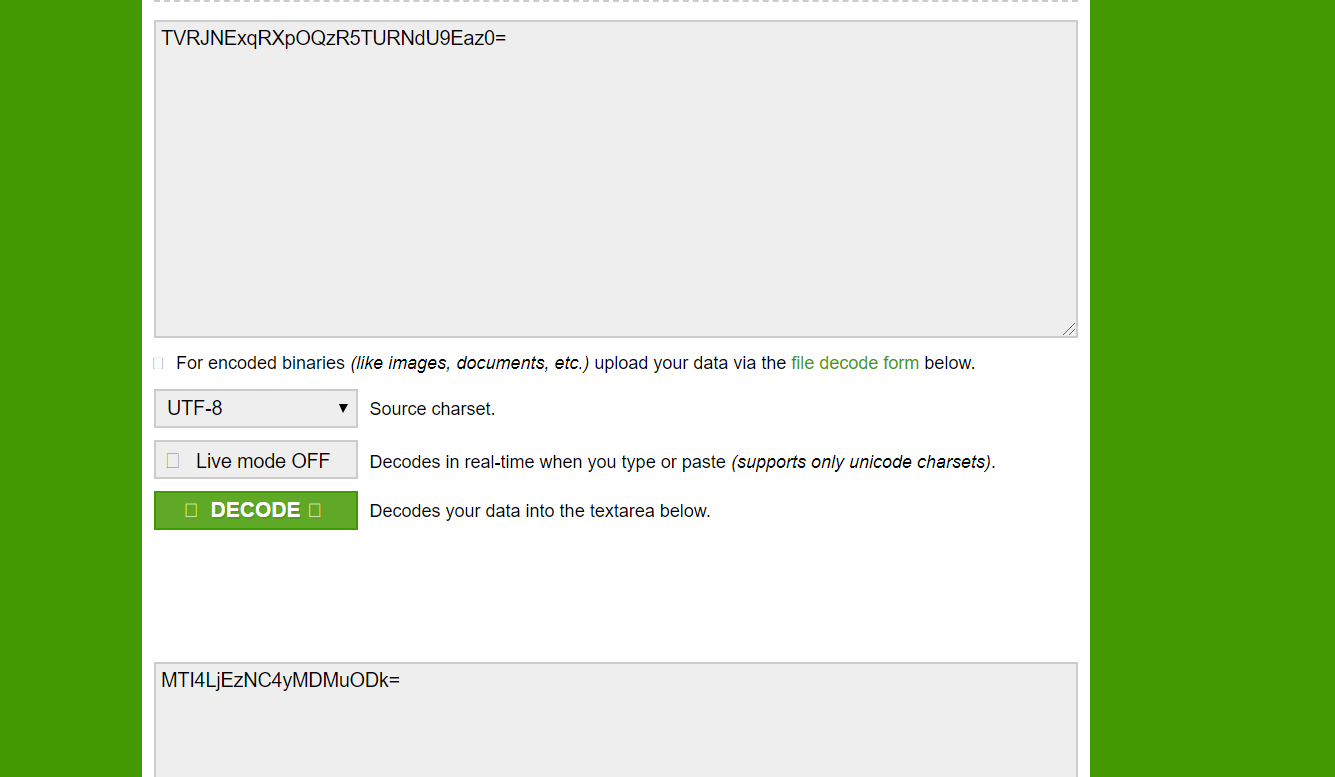 TVRJNExqRXpOQzR5TURNdU9Eaz0=
For encoded binaries (like images, documents, etc.) upload your data via the file decode form below.
UTF-8 Source charset.
Live mode OFF Decodes in real-time when you type or paste (supports only unicode charsets).
DECODE Decodes your data into the textarea below.
MTI4LjEzNC4yMDMuODk=